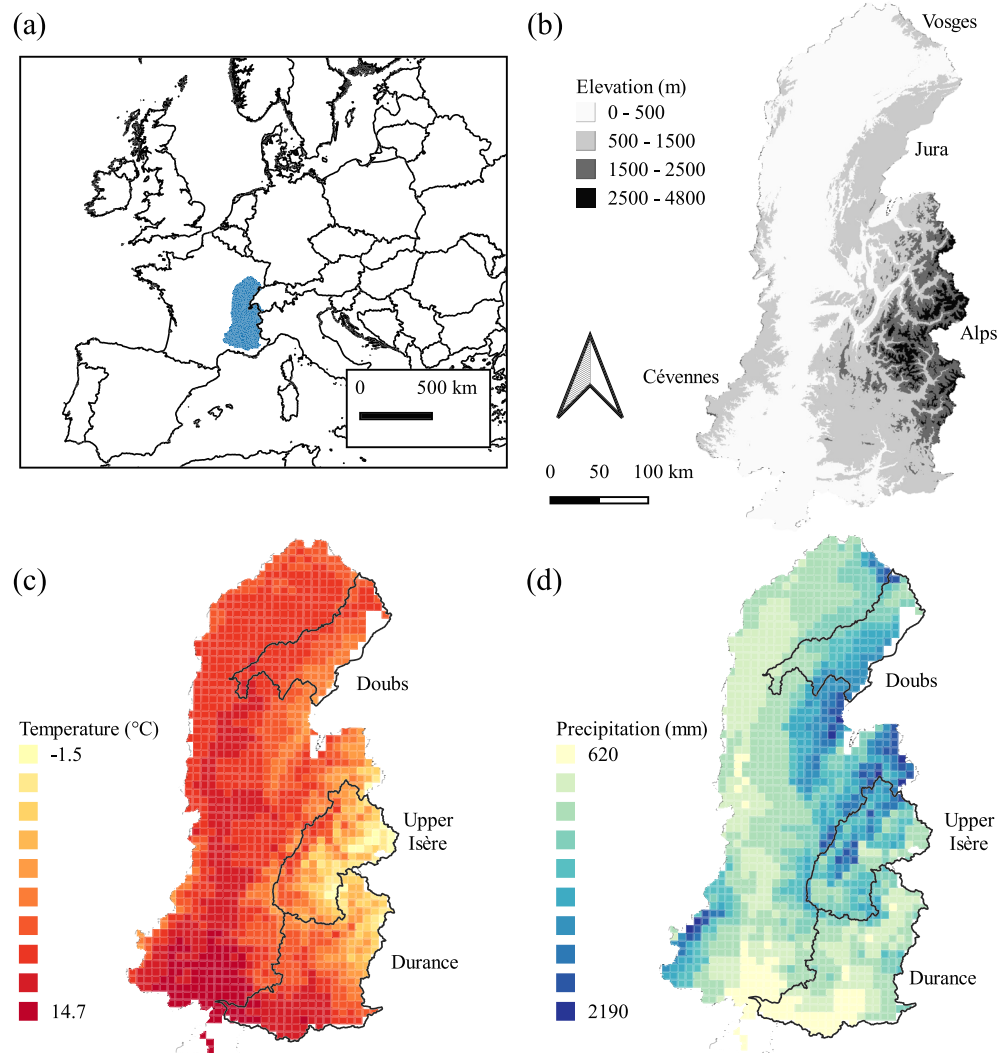 (a)
0 500 km
(b)
Vosges
Elevation (m)
0 - 500
500 - 1500
1500 - 2500
2500 - 4800
Jura
Alps
Cévennes
0 50 100 km
(c)
Doubs
Temperature (°C)
-1.5
Upper
Isère
Durance
14.7
(d)
Doubs
Precipitation (mm)
620
Upper
Isère
Durance
2190